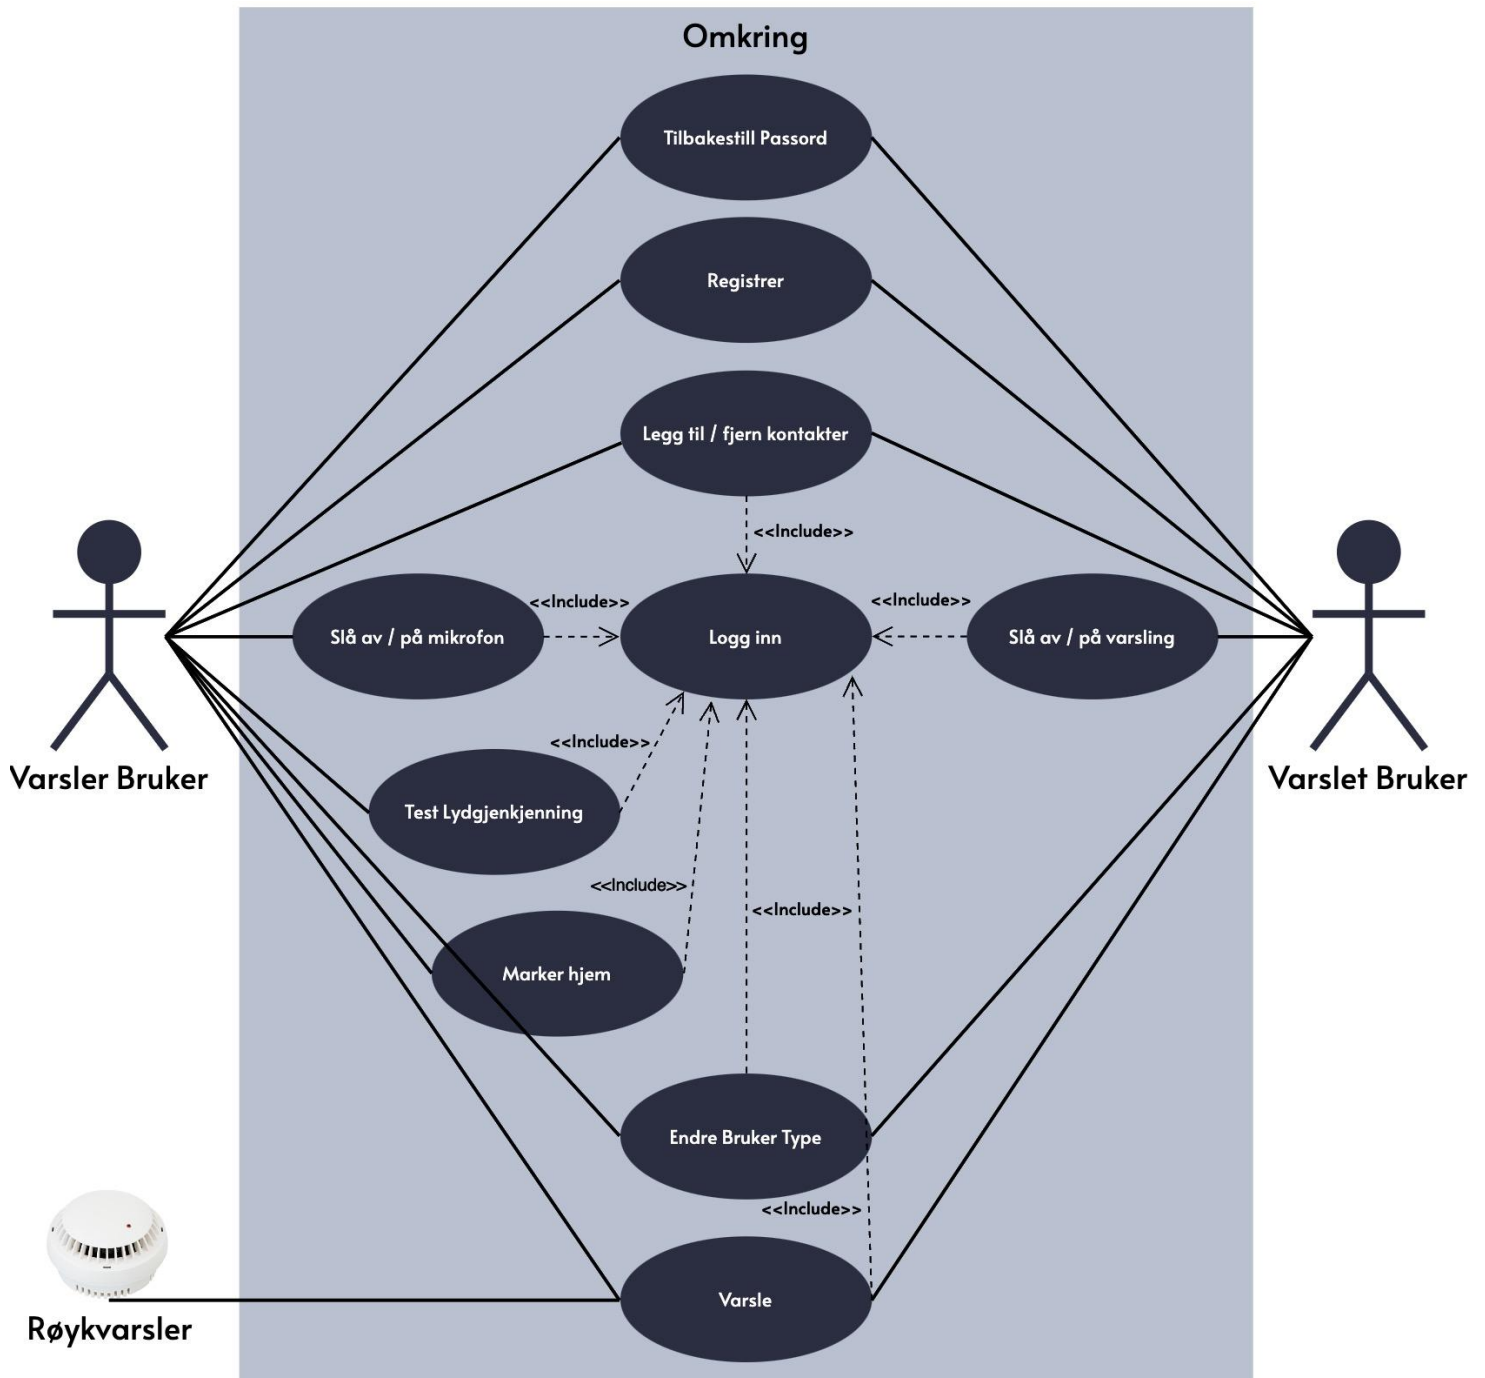 Omkring
Tilbakestill Passord
Registrer
Legg til / fjern kontakter
<<Include>>
<<Include>>
<<Include>>
Slå av / på mikrofon
Logg inn
Slå av / på varsling
Varsler Bruker
Varslet Bruker
<<Include>>
Test Lydgjenkjenning
<<Include>>
<<Include>>
Marker hjem
Endre Bruker Type
<<Include>>
Varsle
Røykvarsler